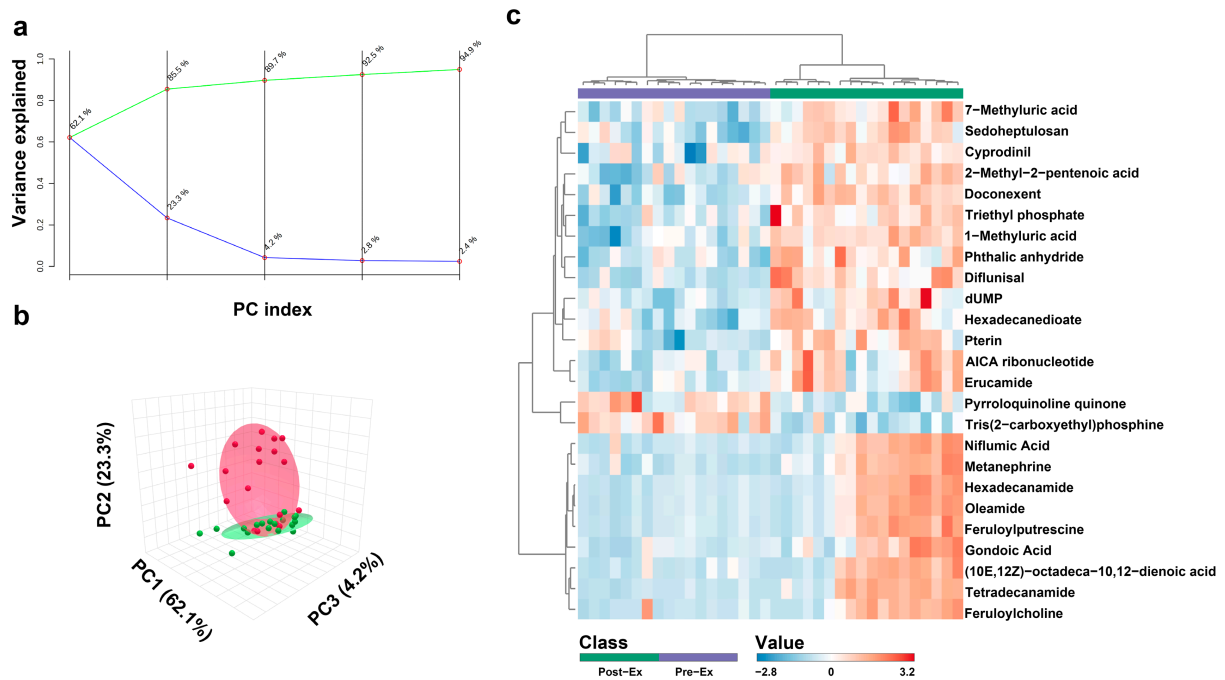 a
Variance explained
1.0
0.8
0.6
0.4
0.2
0.0
62.1 %
85.5 %
89.7 %
92.5 %
94.9 %
23.3 %
4.2 %
2.8 %
2.4 %
PC index
b
PC2 (23.3%)
PC1 (62.1%)
PC3 (4.2%)
c
7−Methyluric acid
Sedoheptulosan
Cyprodinil
2−Methyl−2−pentenoic acid
Doconexent
Triethyl phosphate
1−Methyluric acid
Phthalic anhydride
Diflunisal
dUMP
Hexadecanedioate
Pterin
AICA ribonucleotide
Erucamide
Pyrroloquinoline quinone
Tris(2−carboxyethyl)phosphine
Niflumic Acid
Metanephrine
Hexadecanamide
Oleamide
Feruloylputrescine
Gondoic Acid
(10E,12Z)−octadeca−10,12−dienoic acid
Tetradecanamide
Feruloylcholine
Class
Post−Ex Pre−Ex
Value
−2.8 0 3.2